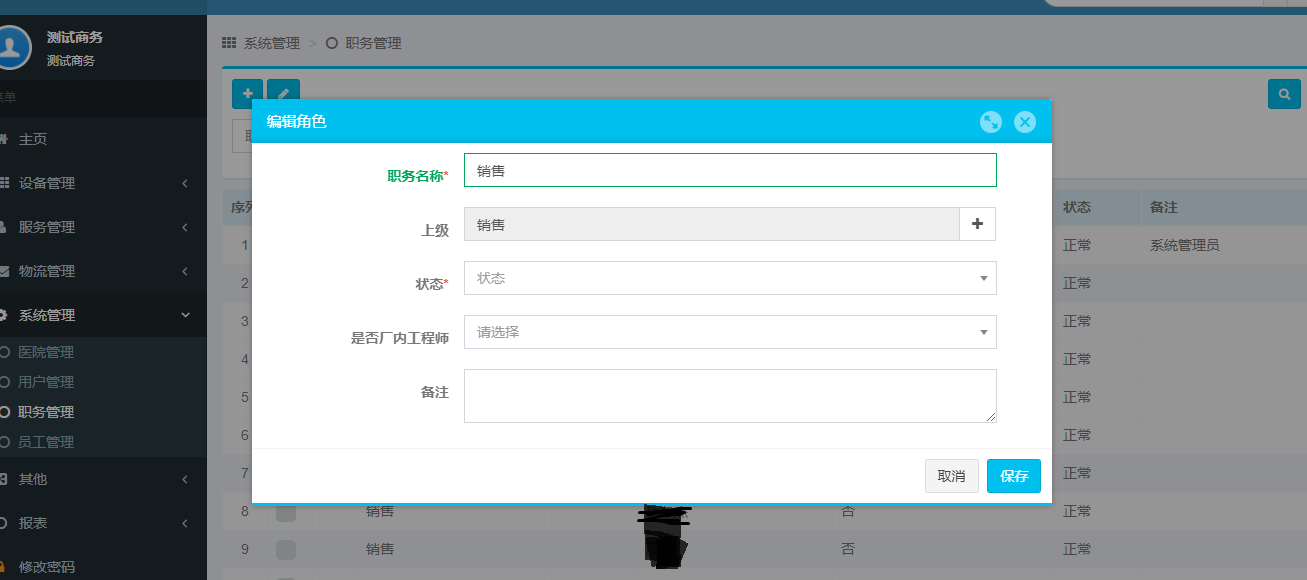 测试商务
测试商务
菜单
主页
设备管理
服务管理
物流管理
系统管理
医院管理
用户管理
职务管理
员工管理
其他
报表
修改密码
系统管理 > 职务管理
编辑角色
职务名称* 销售
上级 销售
状态* 状态
是否厂内工程师 请选择
备注
取消 保存
状态 备注
1 正常 系统管理员
2 正常
3 正常
4 正常
5 正常
6 正常
7 正常
8 销售 否 正常
9 销售 否 正常